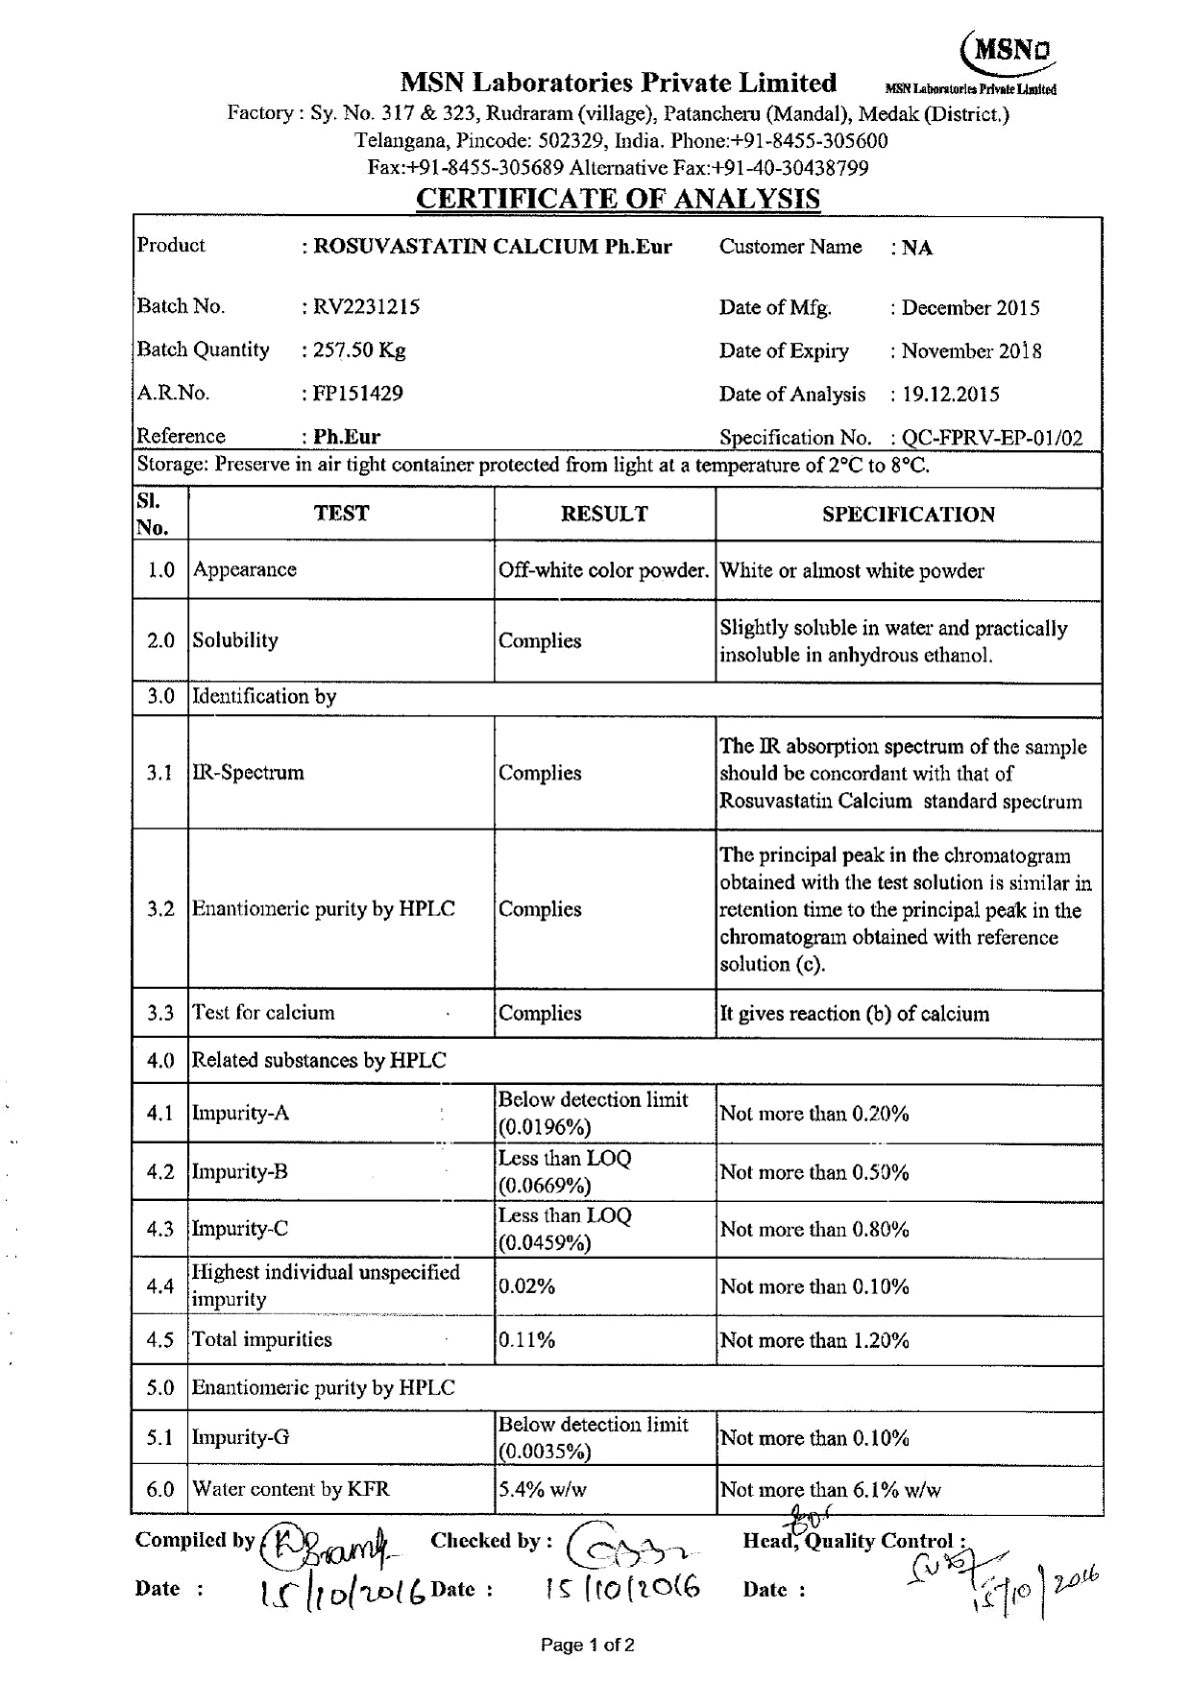 MSN
MSN Laboratories Private Limited
MSN Laboratories Private Limited
Factory : Sy. No. 317 & 323, Rudraram (village), Patancheru (Mandal), Medak (District.)
Telangana, Pincode: 502329, India. Phone:+91-8455-305600
Fax:+91-8455-305689 Alternative Fax:+91-40-30438799
CERTIFICATE OF ANALYSIS
Product : ROSUVASTATIN CALCIUM Ph.Eur Customer Name : NA
Batch No. : RV2231215 Date of Mfg. : December 2015
Batch Quantity : 257.50 Kg Date of Expiry : November 2018
A.R.No. : FP151429 Date of Analysis : 19.12.2015
Reference : Ph.Eur Specification No. : QC-FPRV-EP-01/02
Storage: Preserve in air tight container protected from light at a temperature of 2°C to 8°C.
Sl. No. TEST RESULT SPECIFICATION
1.0 Appearance Off-white color powder. White or almost white powder
2.0 Solubility Complies Slightly soluble in water and practically
insoluble in anhydrous ethanol.
3.0 Identification by
3.1 IR-Spectrum Complies The IR absorption spectrum of the sample
should be concordant with that of
Rosuvastatin Calcium standard spectrum
3.2 Enantiomeric purity by HPLC Complies The principal peak in the chromatogram
obtained with the test solution is similar in
retention time to the principal peak in the
chromatogram obtained with reference
solution (c).
3.3 Test for calcium Complies It gives reaction (b) of calcium
4.0 Related substances by HPLC
4.1 Impurity-A Below detection limit
(0.0196%) Not more than 0.20%
4.2 Impurity-B Less than LOQ
(0.0669%) Not more than 0.50%
4.3 Impurity-C Less than LOQ
(0.0459%) Not more than 0.80%
4.4 Highest individual unspecified
impurity 0.02% Not more than 0.10%
4.5 Total impurities 0.11% Not more than 1.20%
5.0 Enantiomeric purity by HPLC
5.1 Impurity-G Below detection limit
(0.0035%) Not more than 0.10%
6.0 Water content by KFR 5.4% w/w Not more than 6.1% w/w
Compiled by Checked by : Head, Quality Control :
Date : 15/10/2016 Date : 15/10/2016 Date : 15/10/2016
Page 1 of 2